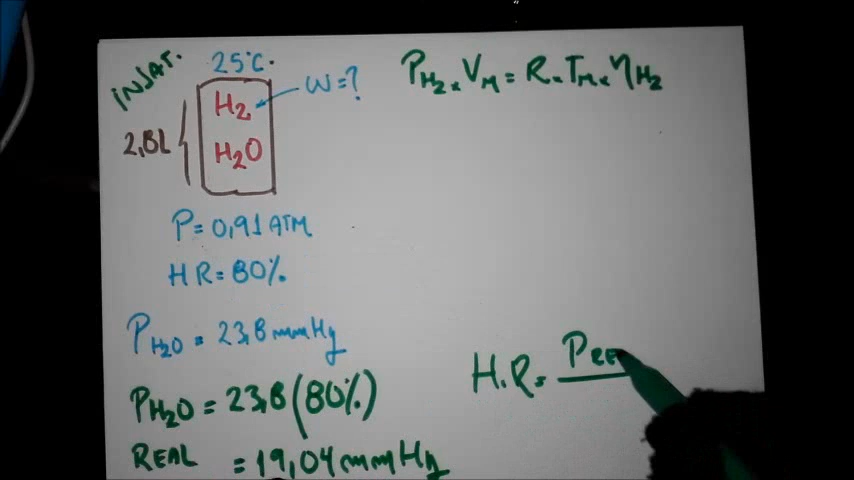 INSAT.
25°C.
H2
W=?
2,8L
H2O
P= 0,91 ATM
HR= 80%
PH2O = 23,8 mmHg
PH2O = 23,8 (80%)
REAL = 19,04 mmHg
PH2 x VM = R x TM x ηH2
H.R =